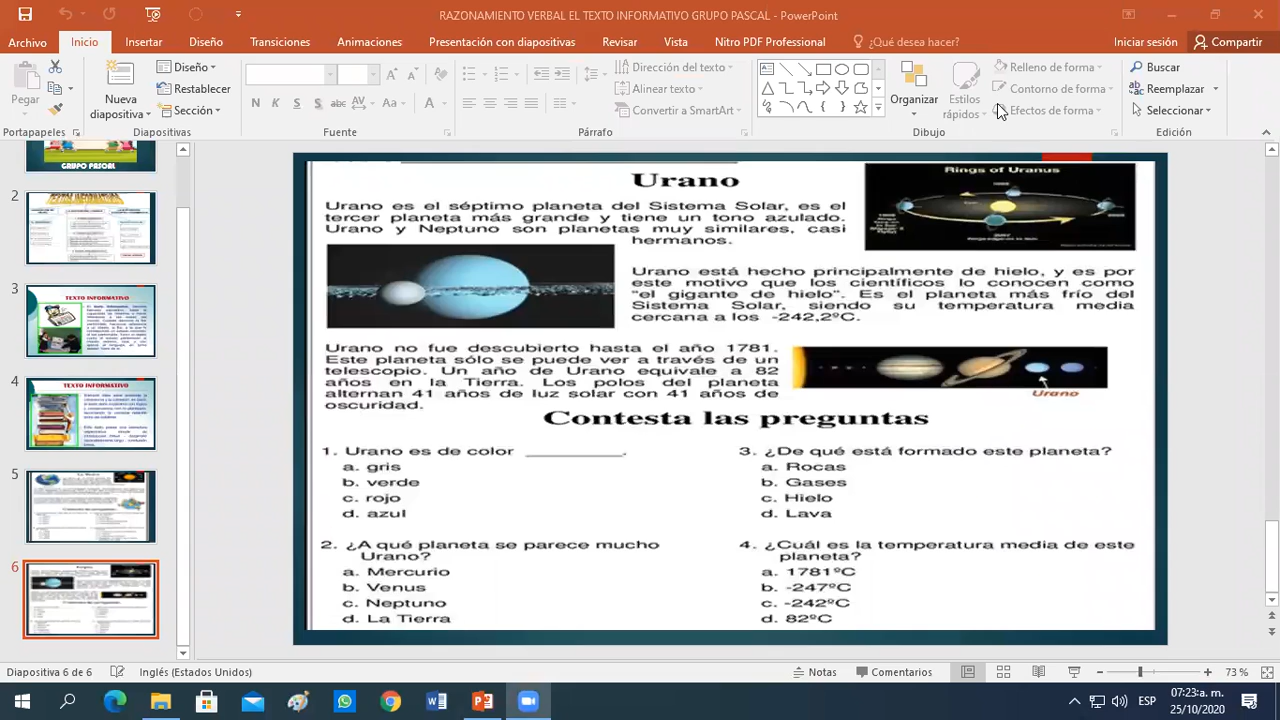 RAZONAMIENTO VERBAL EL TEXTO INFORMATIVO GRUPO PASCAL - PowerPoint
Archivo Inicio Insertar Diseño Transiciones Animaciones Presentación con diapositivas Revisar Vista Nitro PDF Professional ¿Qué desea hacer? Iniciar sesión Compartir
Pegar
Nueva diapositiva
Diseño
Restablecer
Sección
N K S S abc AV Aa A
Dirección del texto
Alinear texto
Convertir a SmartArt
Organizar
Estilos rápidos
Relleno de forma
Contorno de forma
Efectos de forma
Buscar
Reemplazar
Seleccionar
Portapapeles Diapositivas Fuente Párrafo Dibujo Edición
GRUPO PASCAL
2
3
TEXTO INFORMATIVO
4
TEXTO INFORMATIVO
5
6
Urano
Rings of Uranus
Urano es el séptimo planeta del Sistema Solar, es el
tercer planeta más grande y tiene un tono azulado.
Urano y Neptuno son planetas muy similares, casi
hermanos.
Urano está hecho principalmente de hielo, y es por
este motivo que los científicos lo conocen como
"el gigante de hielo". Es el planeta más frío del
Sistema Solar, siendo su temperatura media
cercana a los -242,2ºC.
Urano no fue descubierto hasta el año 1781.
Este planeta sólo se puede ver a través de un
telescopio. Un año de Urano equivale a 82
años en la Tierra. Los polos del planeta
alternan 41 años de luz solar con 41 años de
oscuridad.
Urano
Contesta las preguntas
1. Urano es de color ____________.
a. gris
b. verde
c. rojo
d. azul
2. ¿Aqué planeta se parece mucho
Urano?
a. Mercurio
b. Venus
c. Neptuno
d. La Tierra
3. ¿De qué está formado este planeta?
a. Rocas
b. Gases
c. Hielo
d. Lava
4. ¿Cuál es la temperatura media de este
planeta?
a. 1781ºC
b. -247ºC
c. -242ºC
d. 82ºC
Diapositiva 6 de 6 Inglés (Estados Unidos) Notas Comentarios 73 %
ESP
07:23 a. m.
25/10/2020